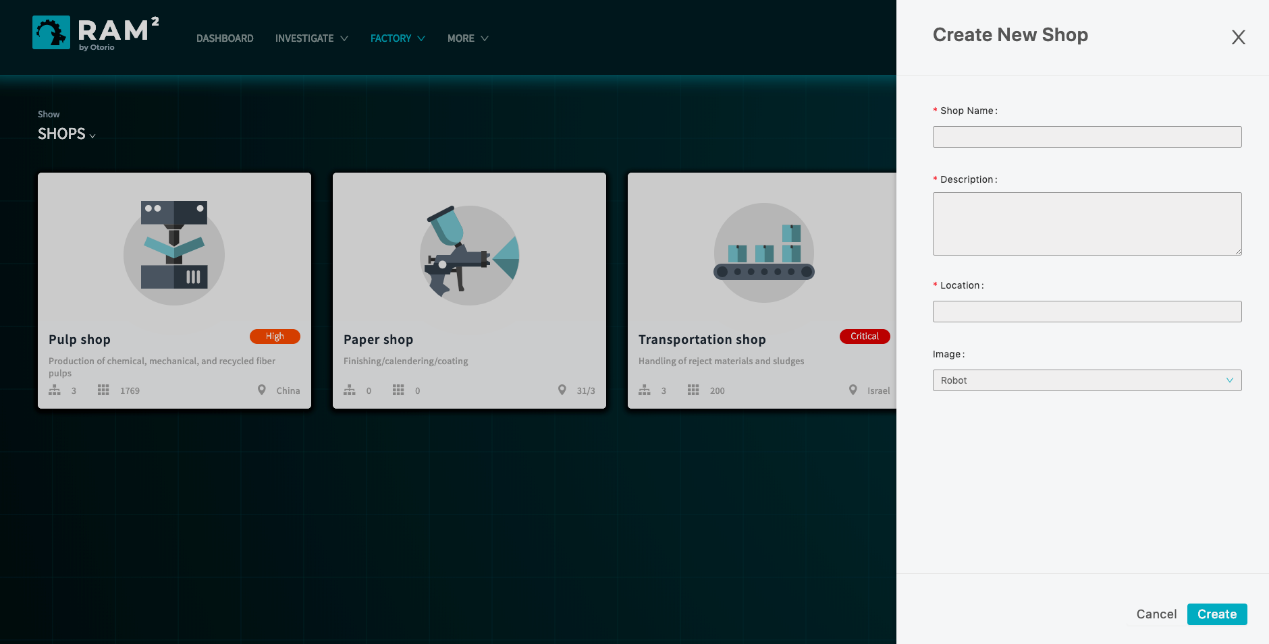 RAM²
by Otorio
DASHBOARD INVESTIGATE FACTORY MORE
Show
SHOPS
Pulp shop High
Production of chemical, mechanical, and recycled fiber
pulps
3 1769 China
Paper shop
Finishing/calendering/coating
0 0 31/3
Transportation shop Critical
Handling of reject materials and sludges
3 200 Israel
Create New Shop
* Shop Name:
* Description:
* Location:
Image:
Robot
Cancel Create